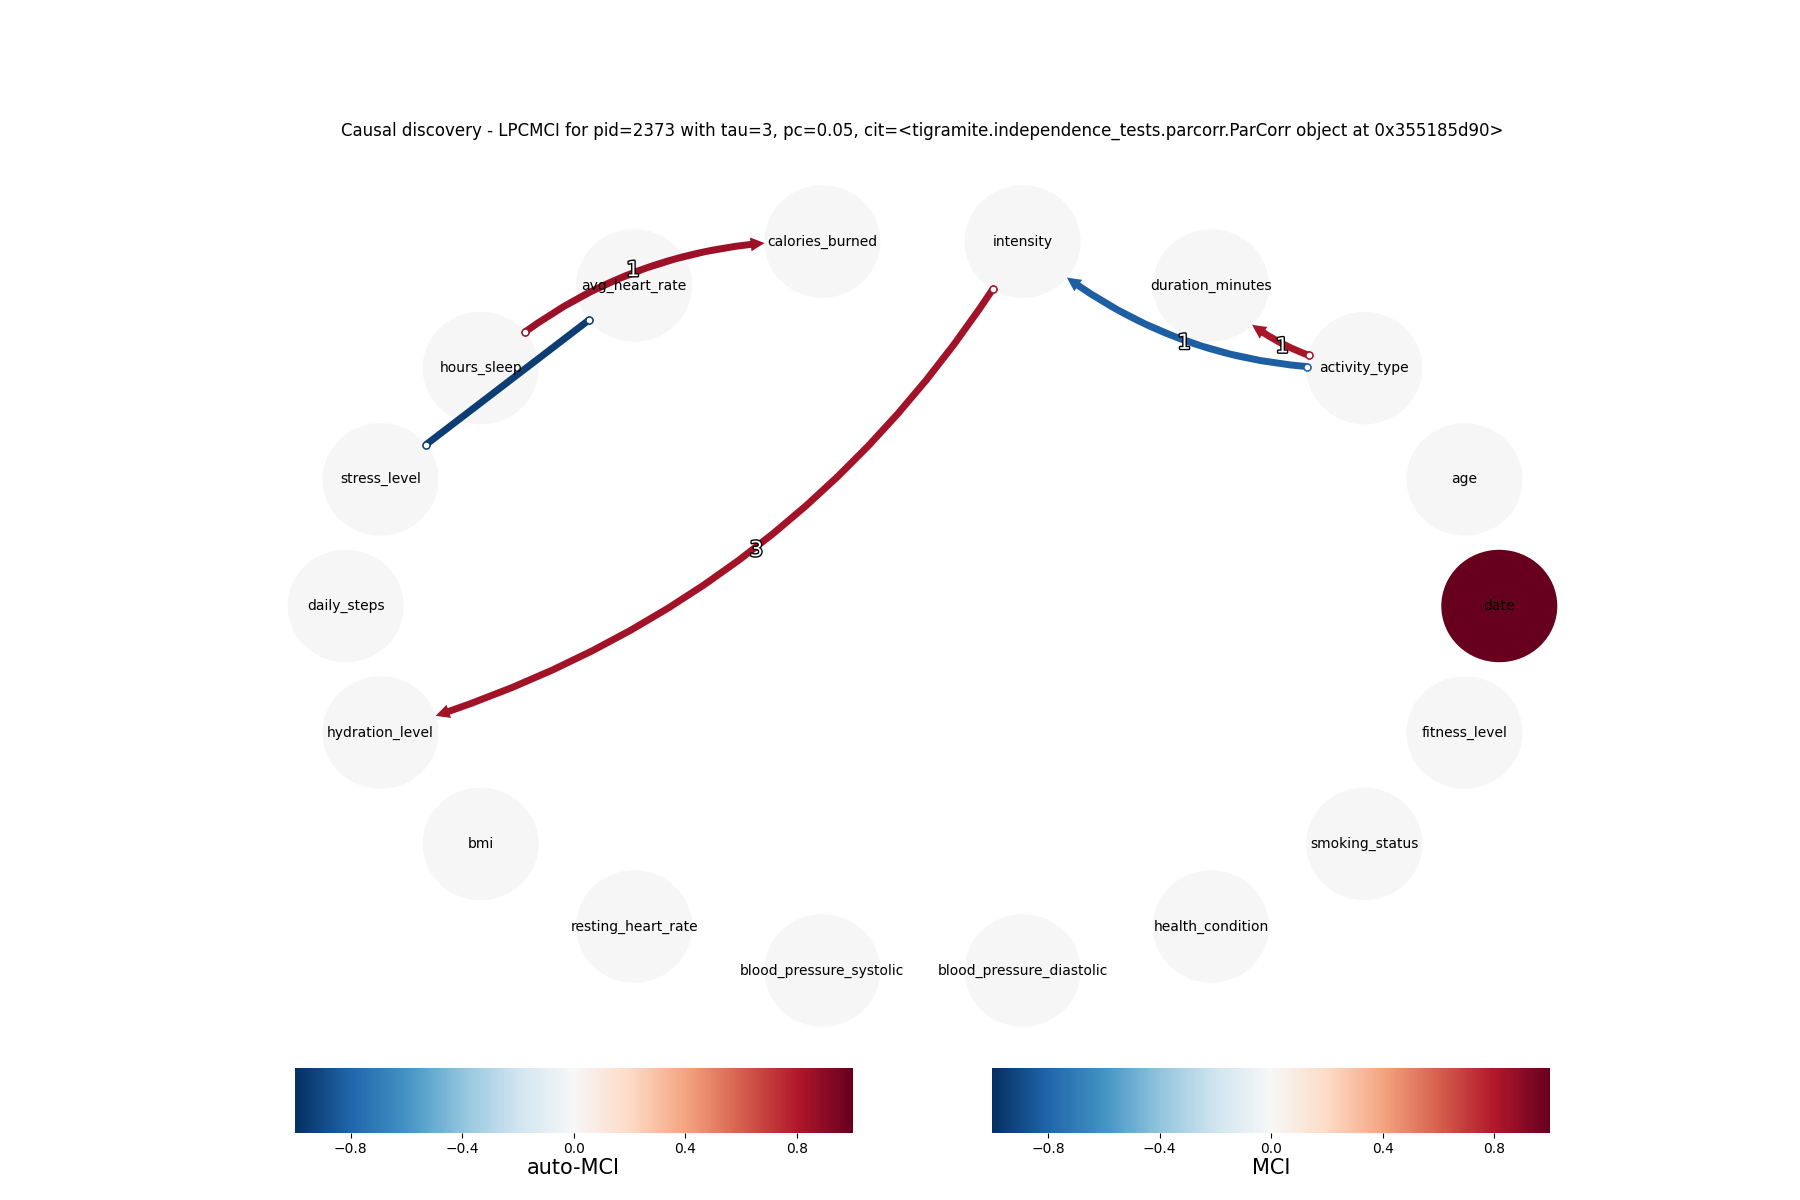 Causal discovery - LPCMCI for pid=2373 with tau=3, pc=0.05, cit=<tigramite.independence_tests.parcorr.ParCorr object at 0x355185d90>
calories_burned
intensity
1
avg_heart_rate
duration_minutes
1
1
hours_sleep
activity_type
stress_level
age
3
daily_steps
date
hydration_level
fitness_level
bmi
smoking_status
resting_heart_rate
health_condition
blood_pressure_systolic
blood_pressure_diastolic
−0.8 −0.4 0.0 0.4 0.8
auto-MCI
−0.8 −0.4 0.0 0.4 0.8
MCI